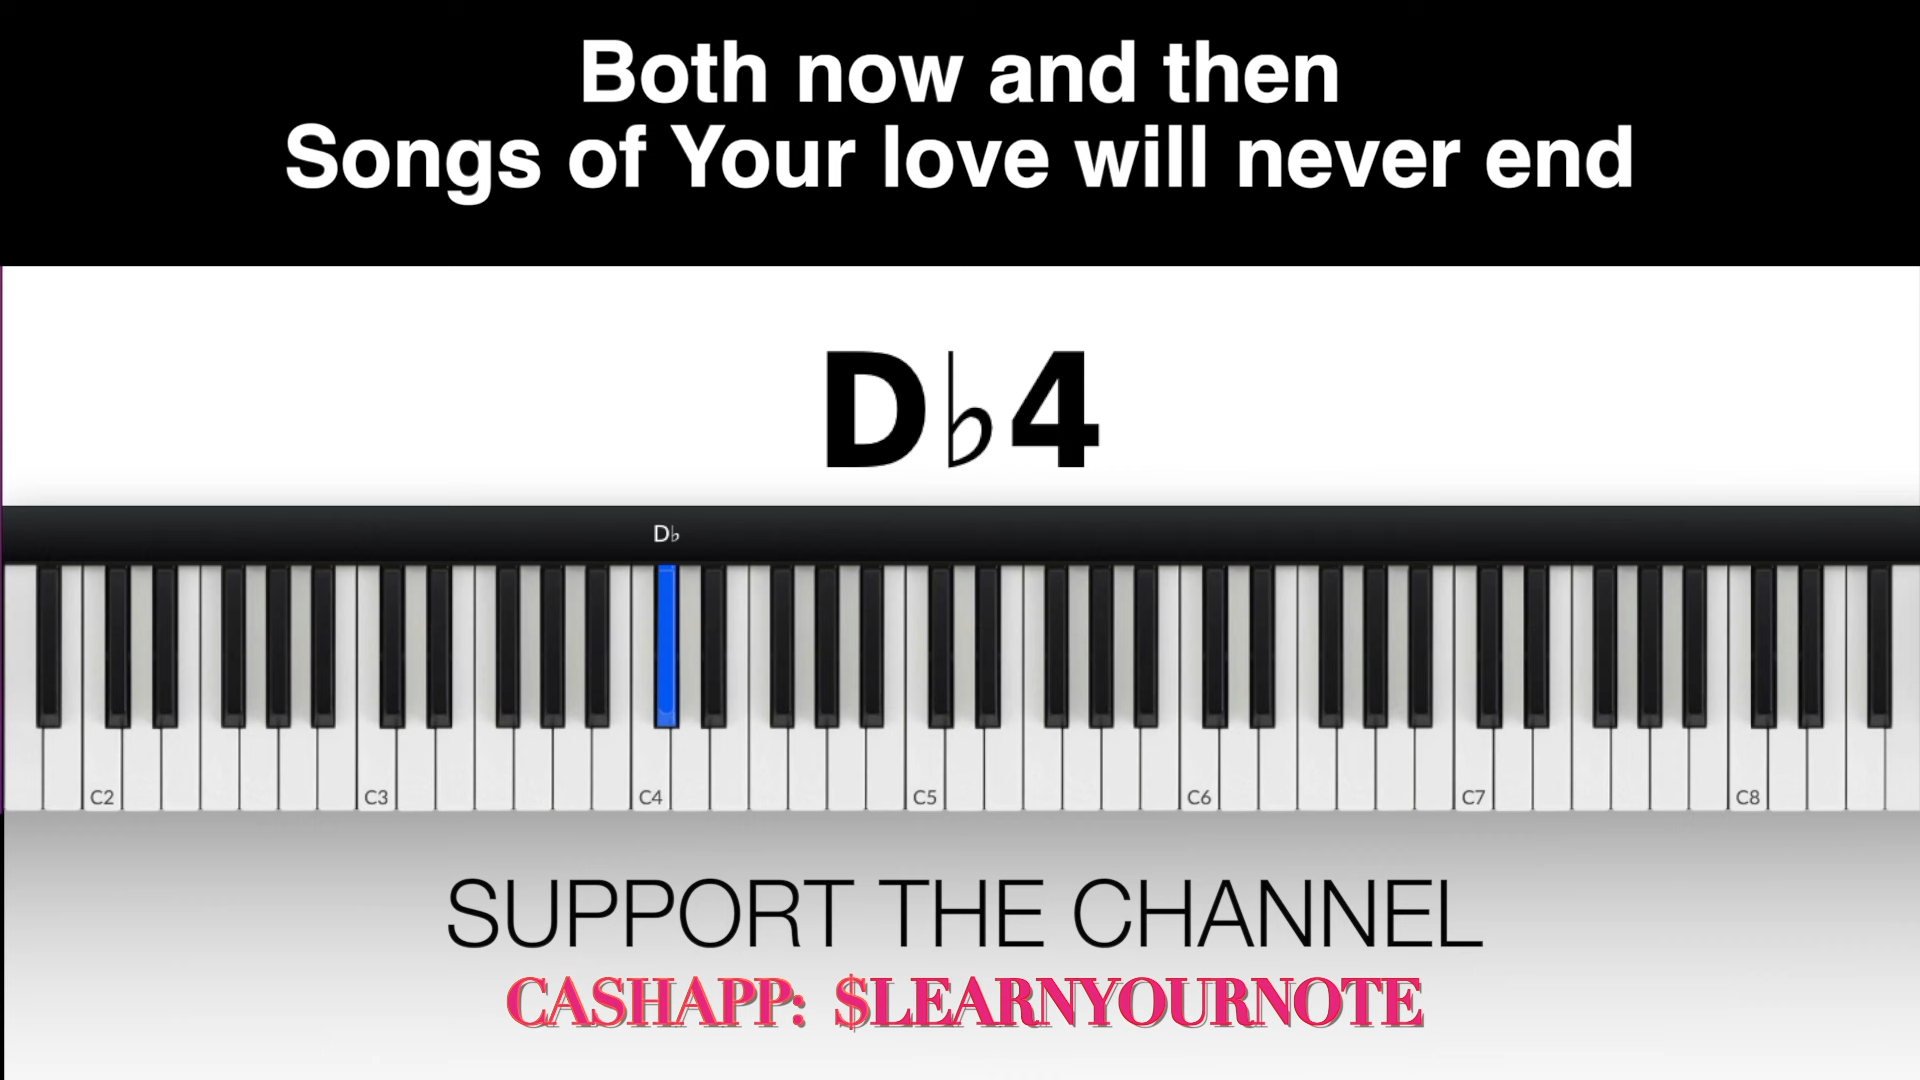 Both now and then
Songs of Your love will never end
D♭4
D♭
C2 C3 C4 C5 C6 C7 C8
SUPPORT THE CHANNEL
CASHAPP: $LEARNYOURNOTE